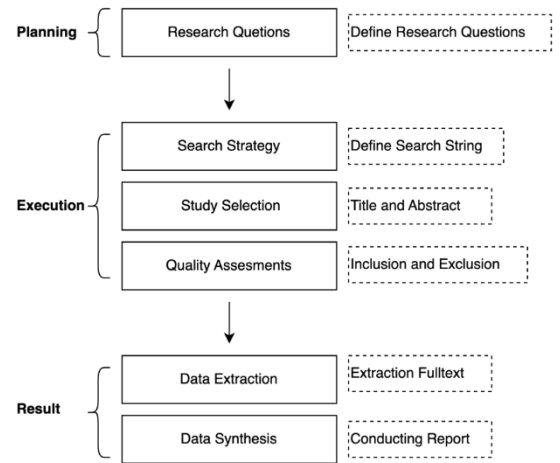 Planning
Research Quetions
Define Research Questions
Search Strategy
Define Search String
Execution
Study Selection
Title and Abstract
Quality Assesments
Inclusion and Exclusion
Data Extraction
Extraction Fulltext
Result
Data Synthesis
Conducting Report